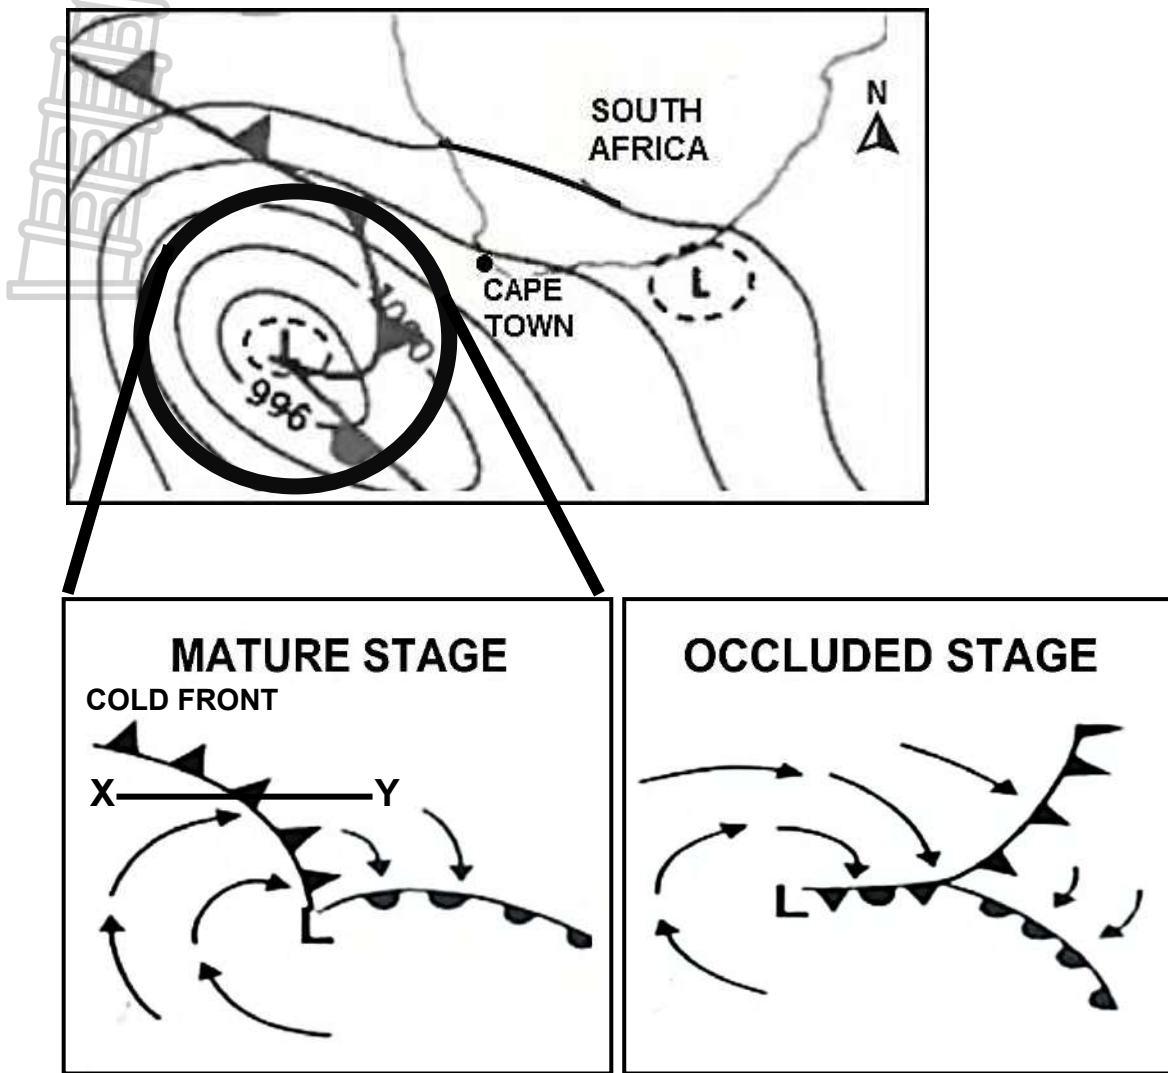 N
SOUTH
AFRICA
L
CAPE
TOWN
1000
L
996
MATURE STAGE
COLD FRONT
X
Y
L
OCCLUDED STAGE
L